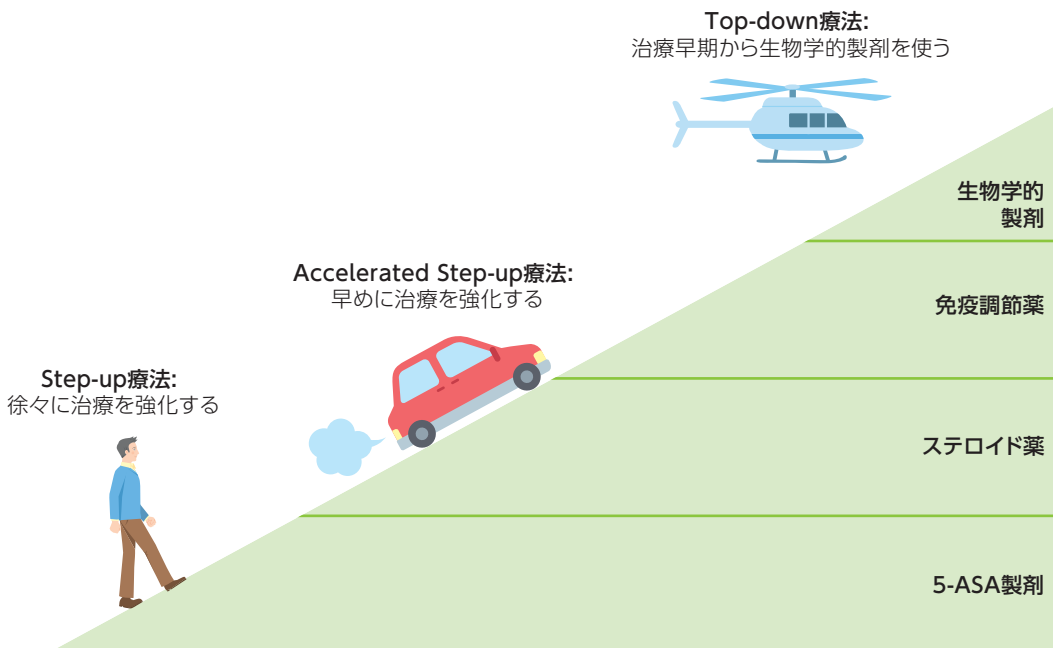 Top-down療法:
治療早期から生物学的製剤を使う
生物学的
製剤
Accelerated Step-up療法:
早めに治療を強化する
免疫調節薬
Step-up療法:
徐々に治療を強化する
ステロイド薬
5-ASA製剤